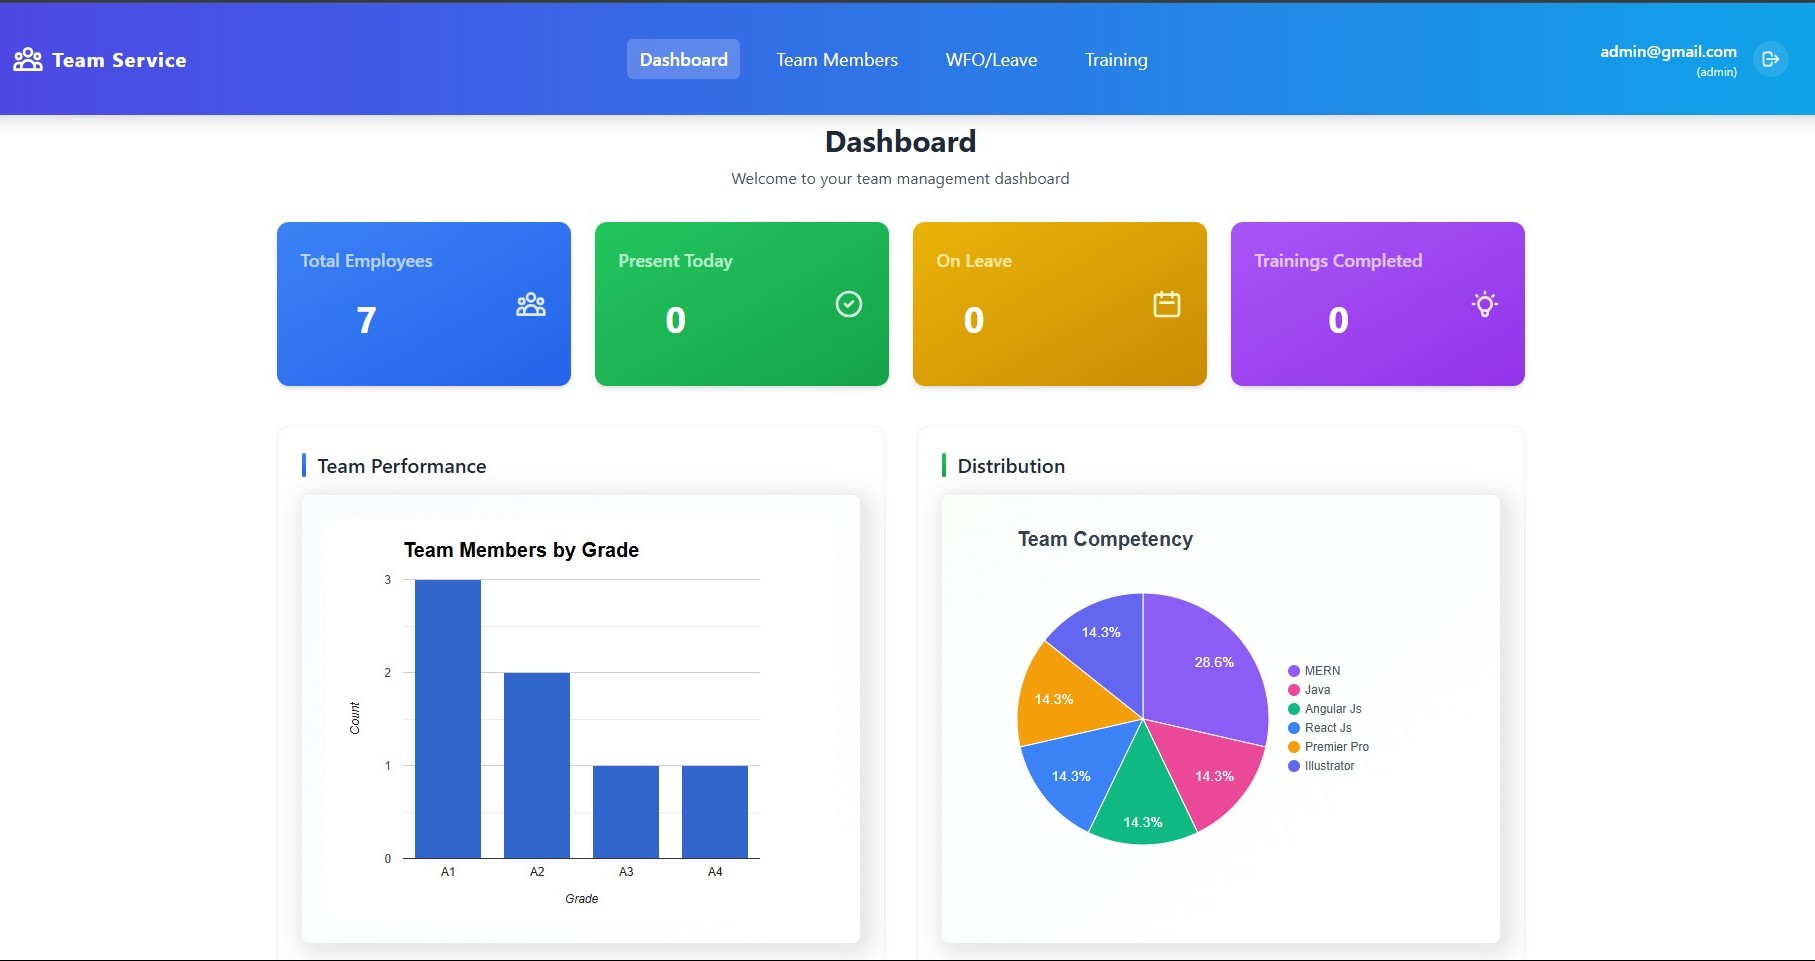 Team Service
Dashboard
Team Members
WFO/Leave
Training
admin@gmail.com
(admin)
Dashboard
Welcome to your team management dashboard
Total Employees
7
Present Today
0
On Leave
0
Trainings Completed
0
Team Performance
Team Members by Grade
3
2
1
0
Count
A1
A2
A3
A4
Grade
Distribution
Team Competency
14.3%
28.6%
14.3%
14.3%
14.3%
14.3%
MERN
Java
Angular Js
React Js
Premier Pro
Illustrator